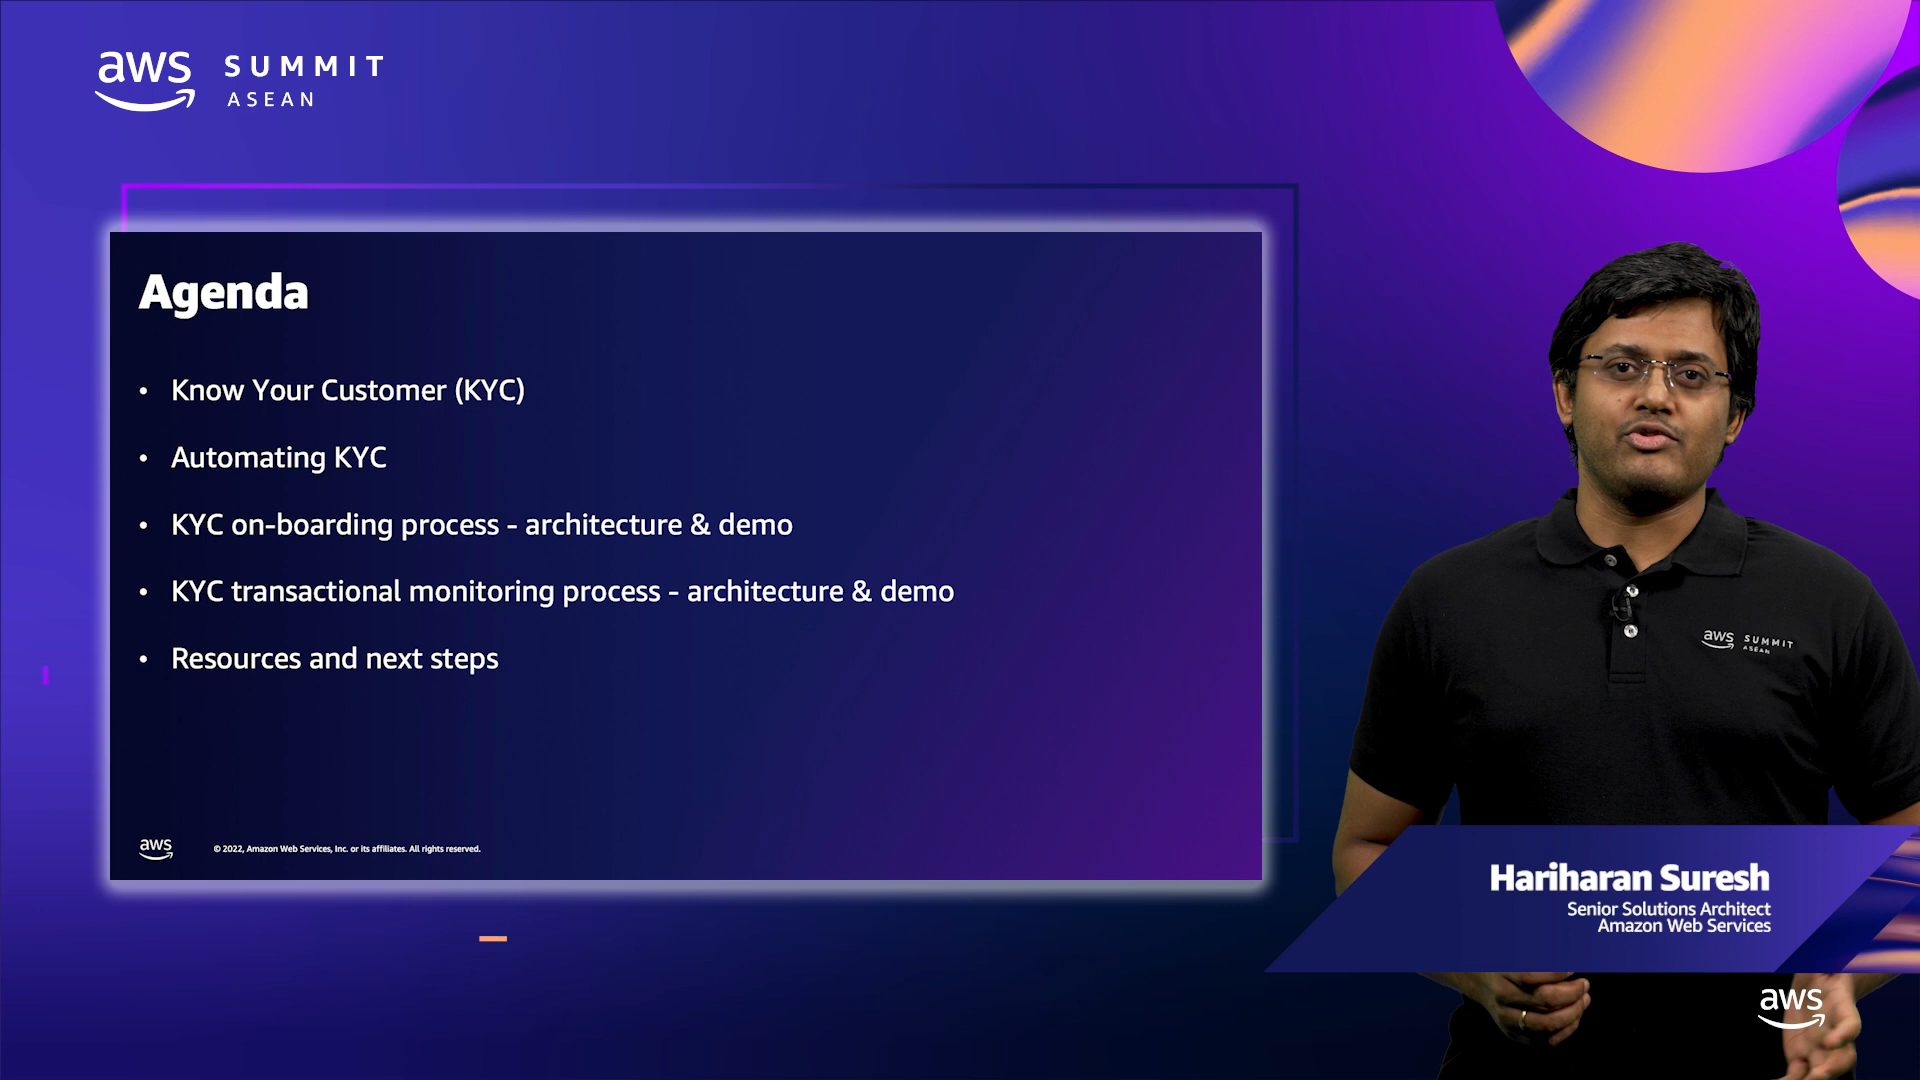 aws SUMMIT
ASEAN
Agenda
• Know Your Customer (KYC)
• Automating KYC
• KYC on-boarding process - architecture & demo
• KYC transactional monitoring process - architecture & demo
• Resources and next steps
aws © 2022, Amazon Web Services, Inc. or its affiliates. All rights reserved.
aws SUMMIT
ASEAN
Hariharan Suresh
Senior Solutions Architect
Amazon Web Services
aws